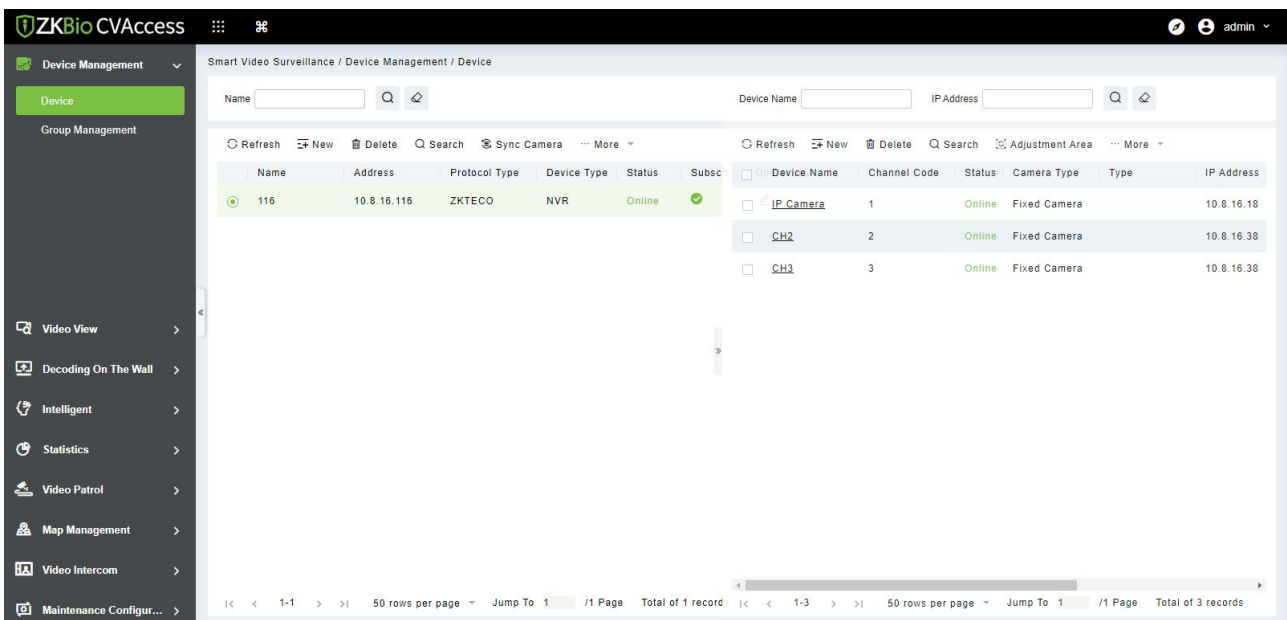 ZKBio CVAccess
admin
Device Management
Device
Group Management
Video View
Decoding On The Wall
Intelligent
Statistics
Video Patrol
Map Management
Video Intercom
Maintenance Configur...
Smart Video Surveillance / Device Management / Device
Name
Refresh New Delete Search Sync Camera ... More
Name Address Protocol Type Device Type Status Subsc
116 10.8.16.116 ZKTECO NVR Online
1-1 50 rows per page Jump To 1 /1 Page Total of 1 record
Device Name IP Address
Refresh New Delete Search Adjustment Area ... More
Device Name Channel Code Status Camera Type Type IP Address
IP Camera 1 Online Fixed Camera 10.8.16.18
CH2 2 Online Fixed Camera 10.8.16.38
CH3 3 Online Fixed Camera 10.8.16.38
1-3 50 rows per page Jump To 1 /1 Page Total of 3 records